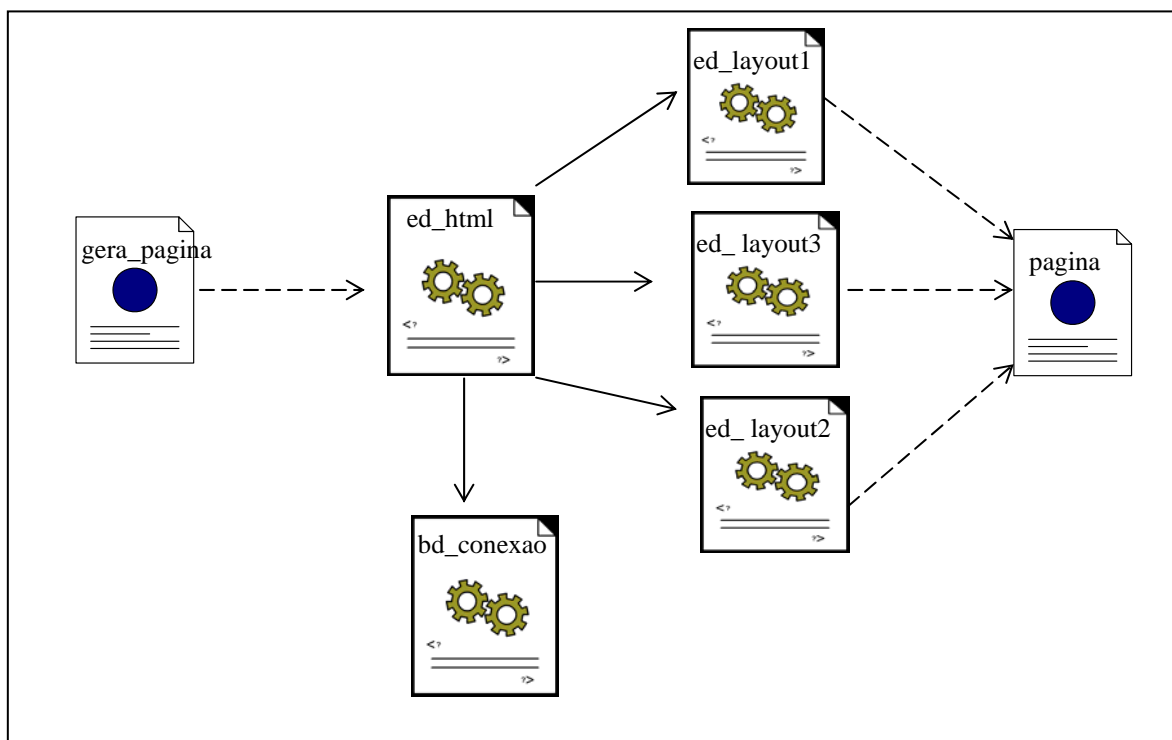 ed_layout1
<?
?>
ed_html
<?
?>
gera_pagina
ed_ layout3
<?
?>
pagina
ed_ layout2
<?
?>
bd_conexao
<?
?>